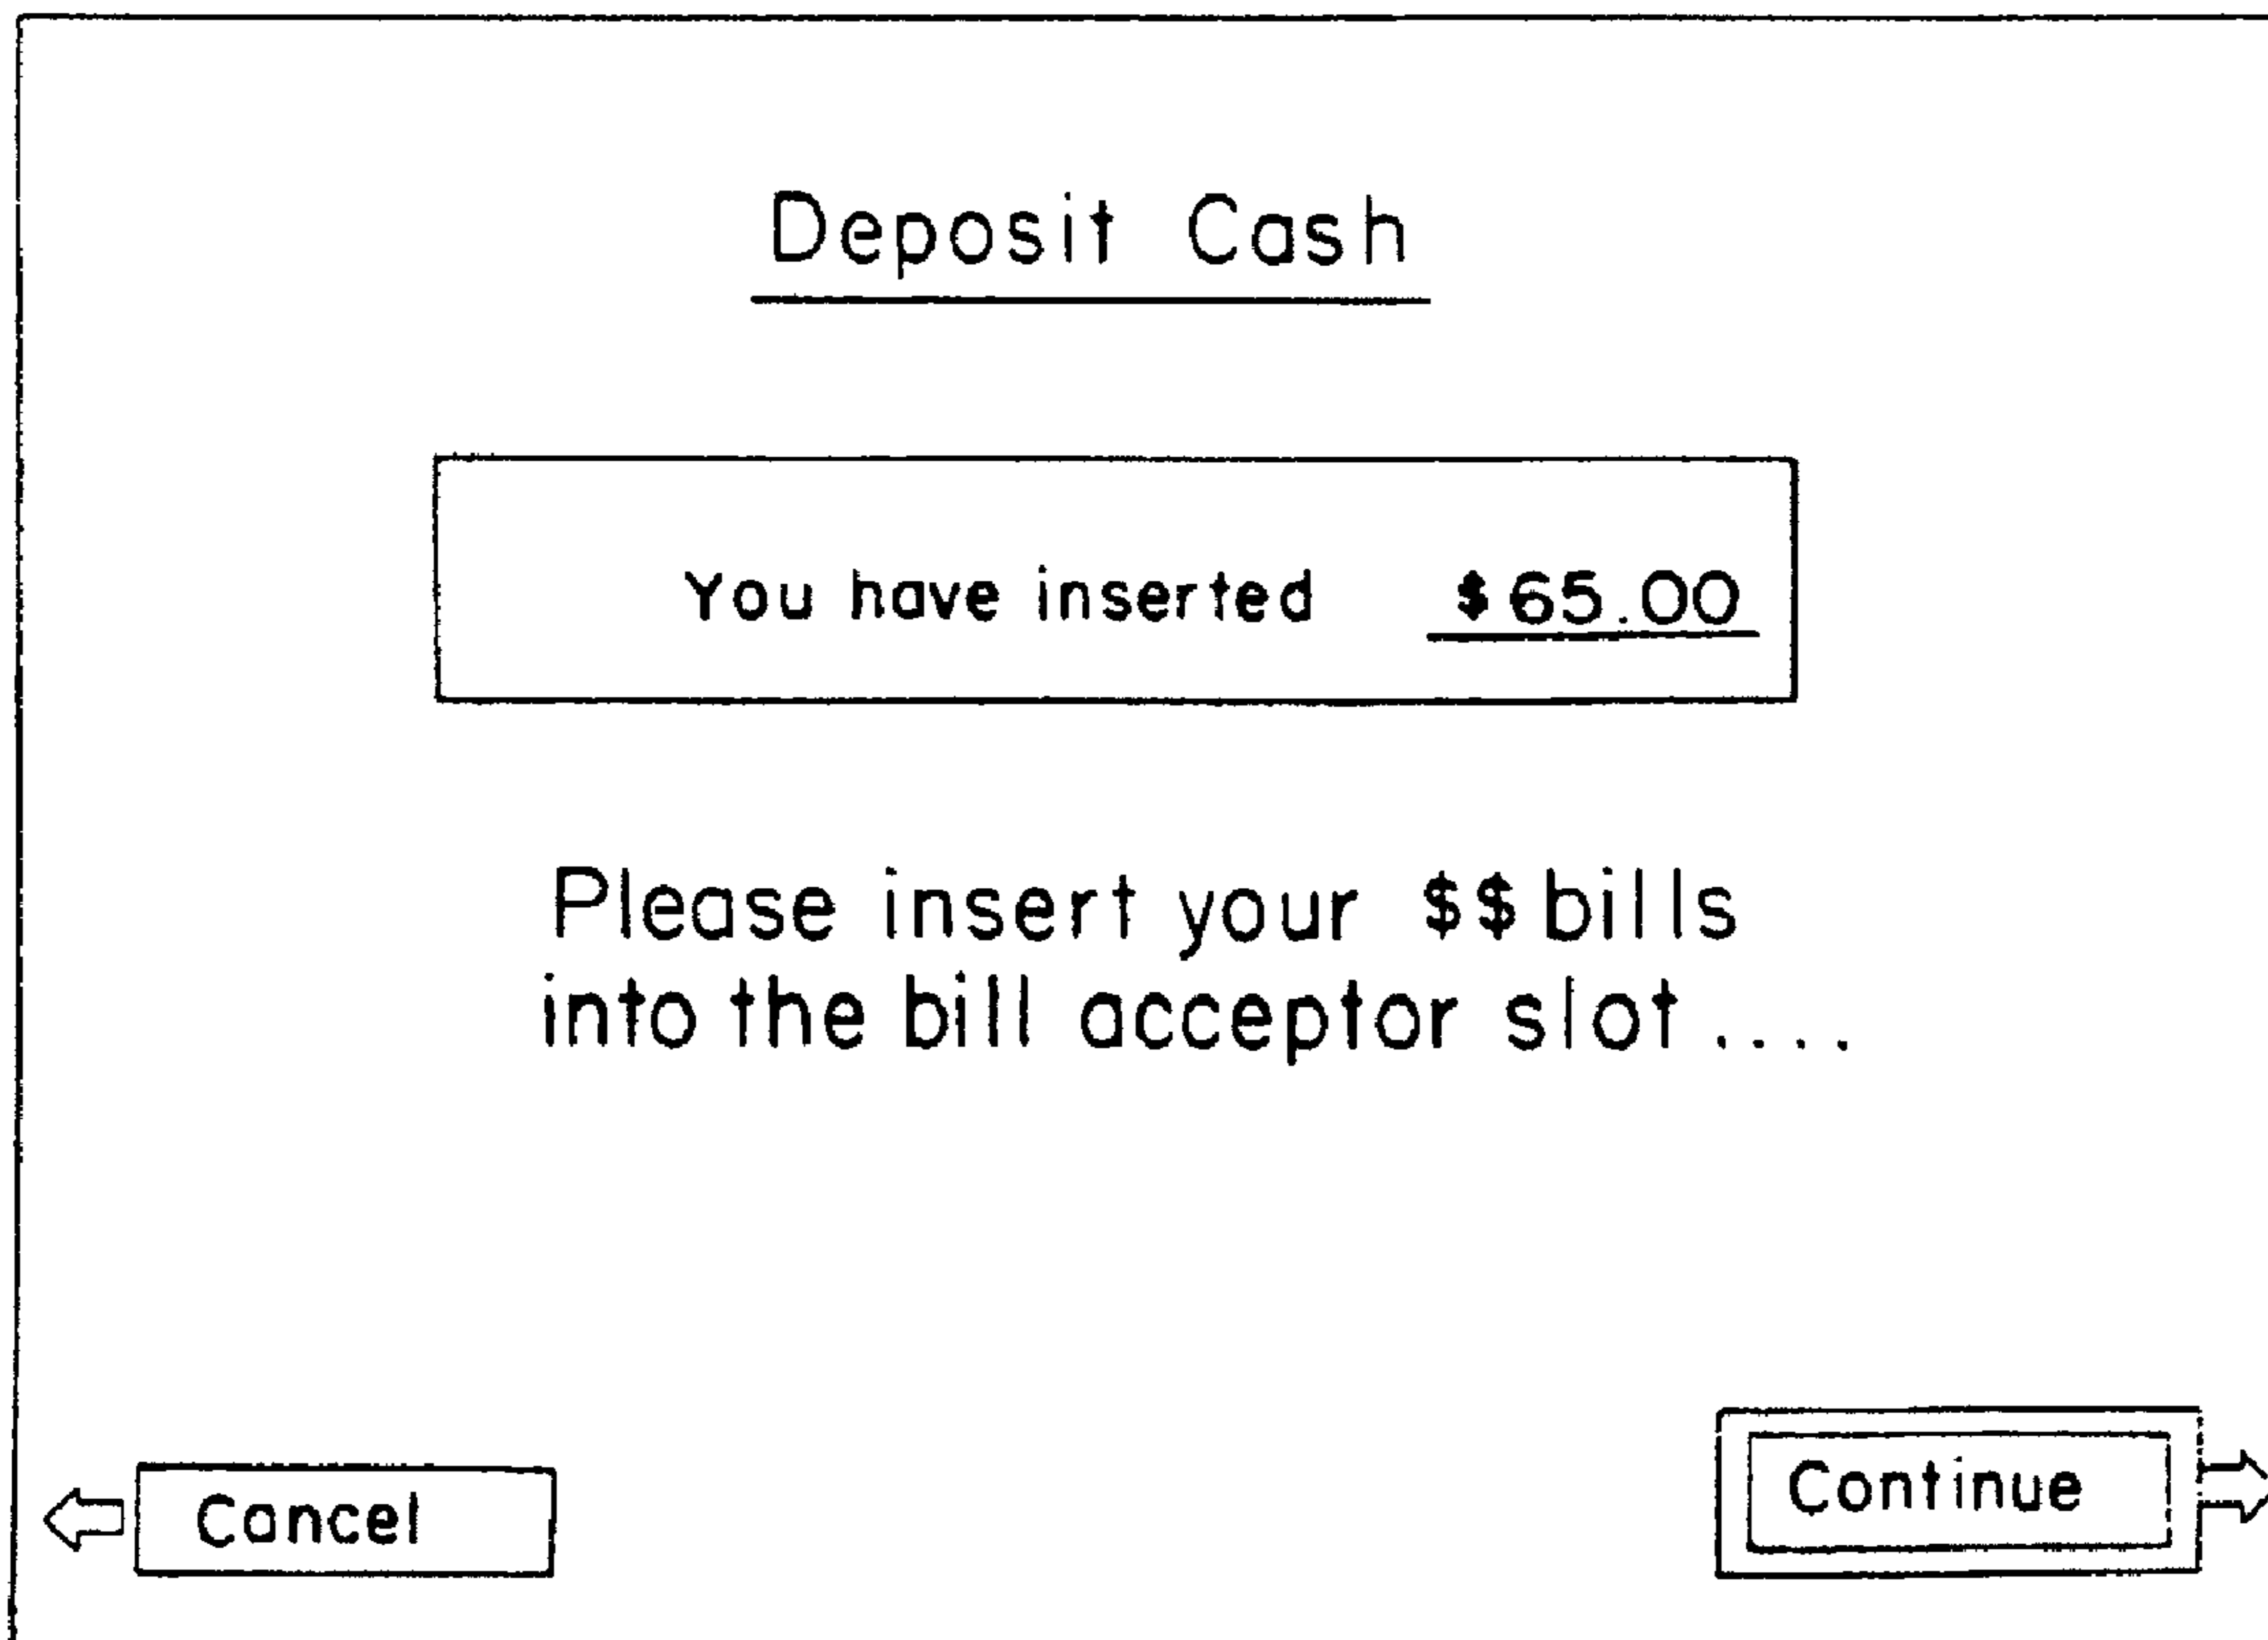 Deposit Cash
You have inserted $65.00
Please insert your $$ bills
into the bill acceptor slot....
Cancel
Continue